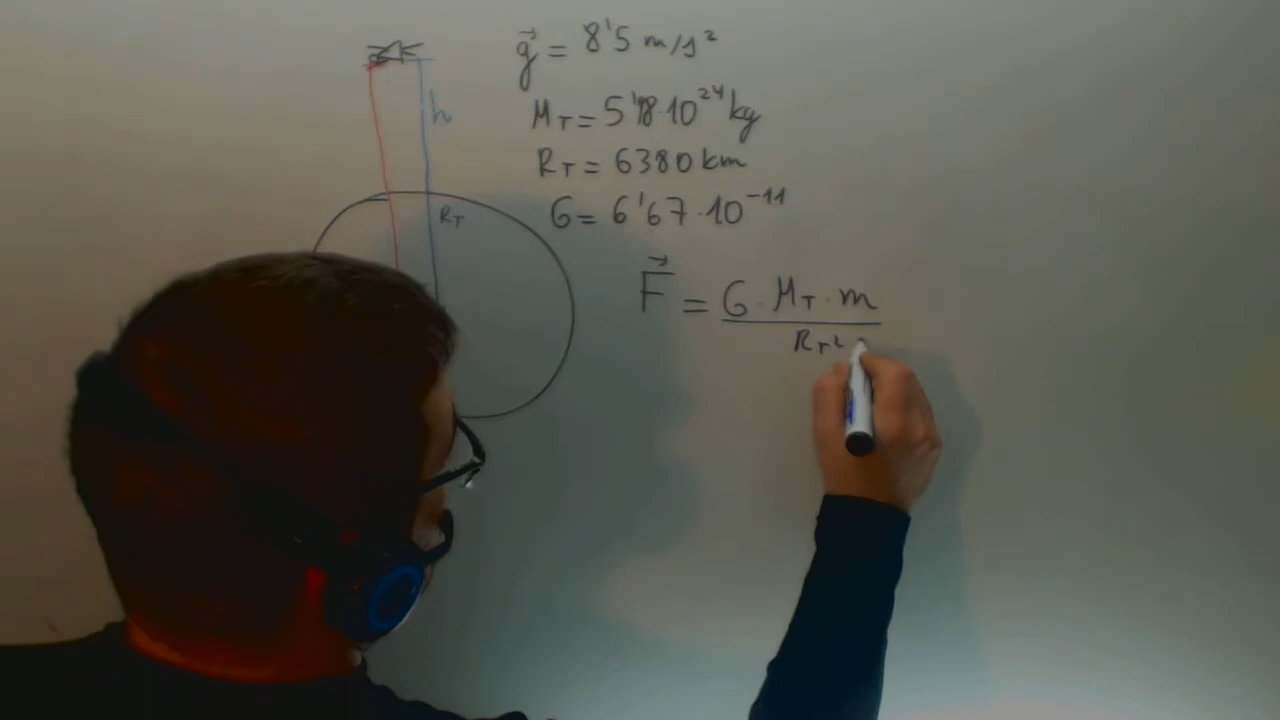 h
R_T
g⃗ = 8'5 m/s²
M_T = 5'98·10²⁴ kg
R_T = 6380 km
G = 6'67·10⁻¹¹
F⃗ = G·M_T·m
R_T²